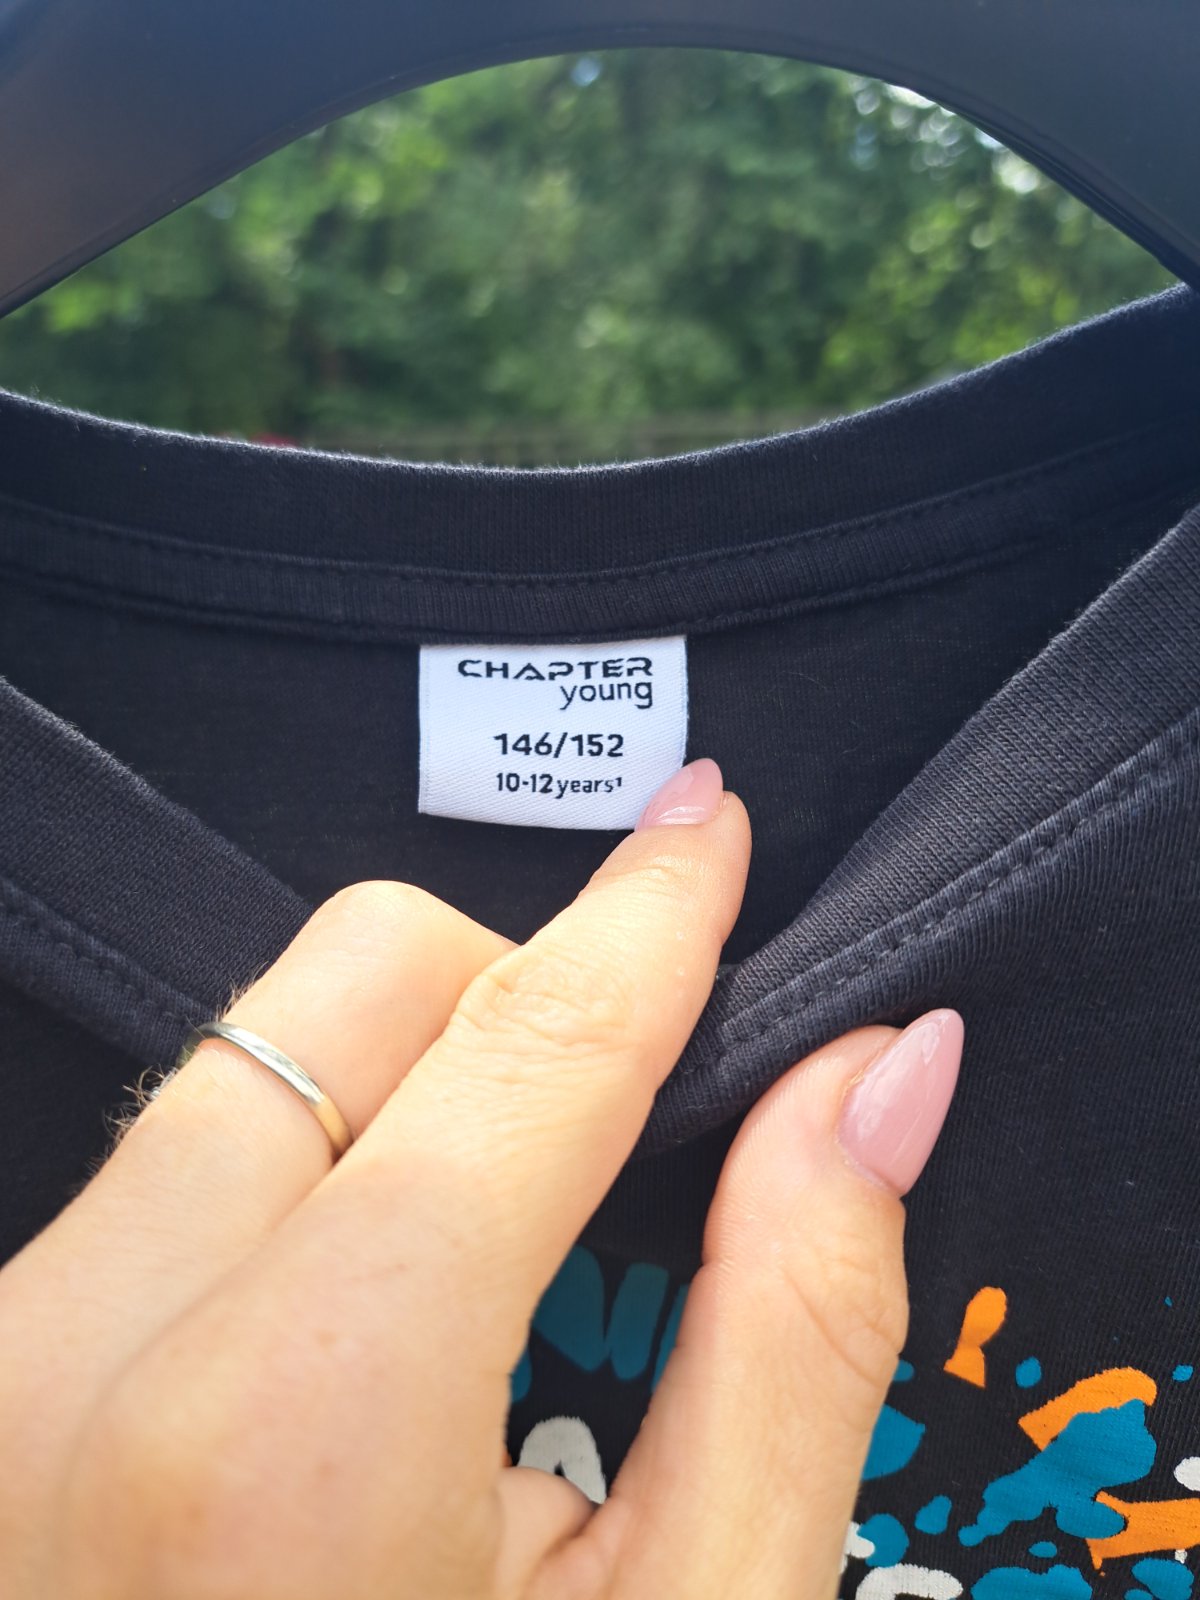 CHAPTER
young
146/152
10-12 years¹